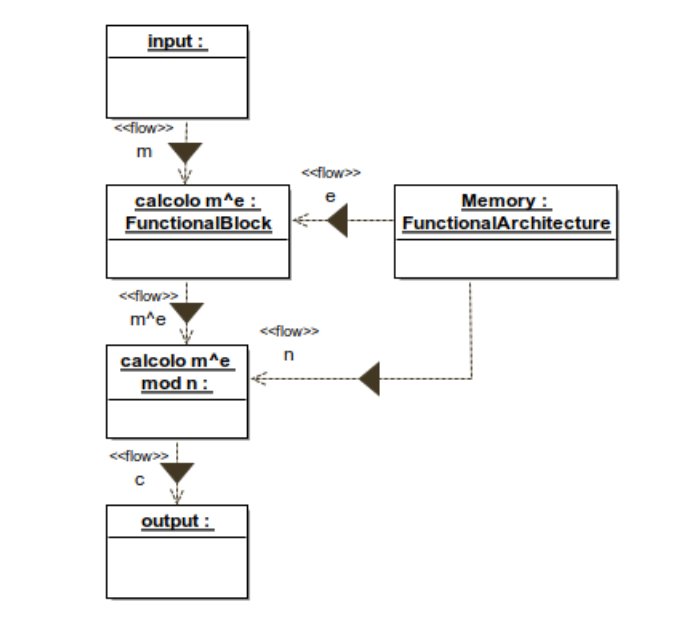 input :
<<flow>>
m
<<flow>>
e
calcolo m^e :
FunctionalBlock
Memory :
FunctionalArchitecture
<<flow>>
m^e
<<flow>>
n
calcolo m^e
mod n :
<<flow>>
c
output :